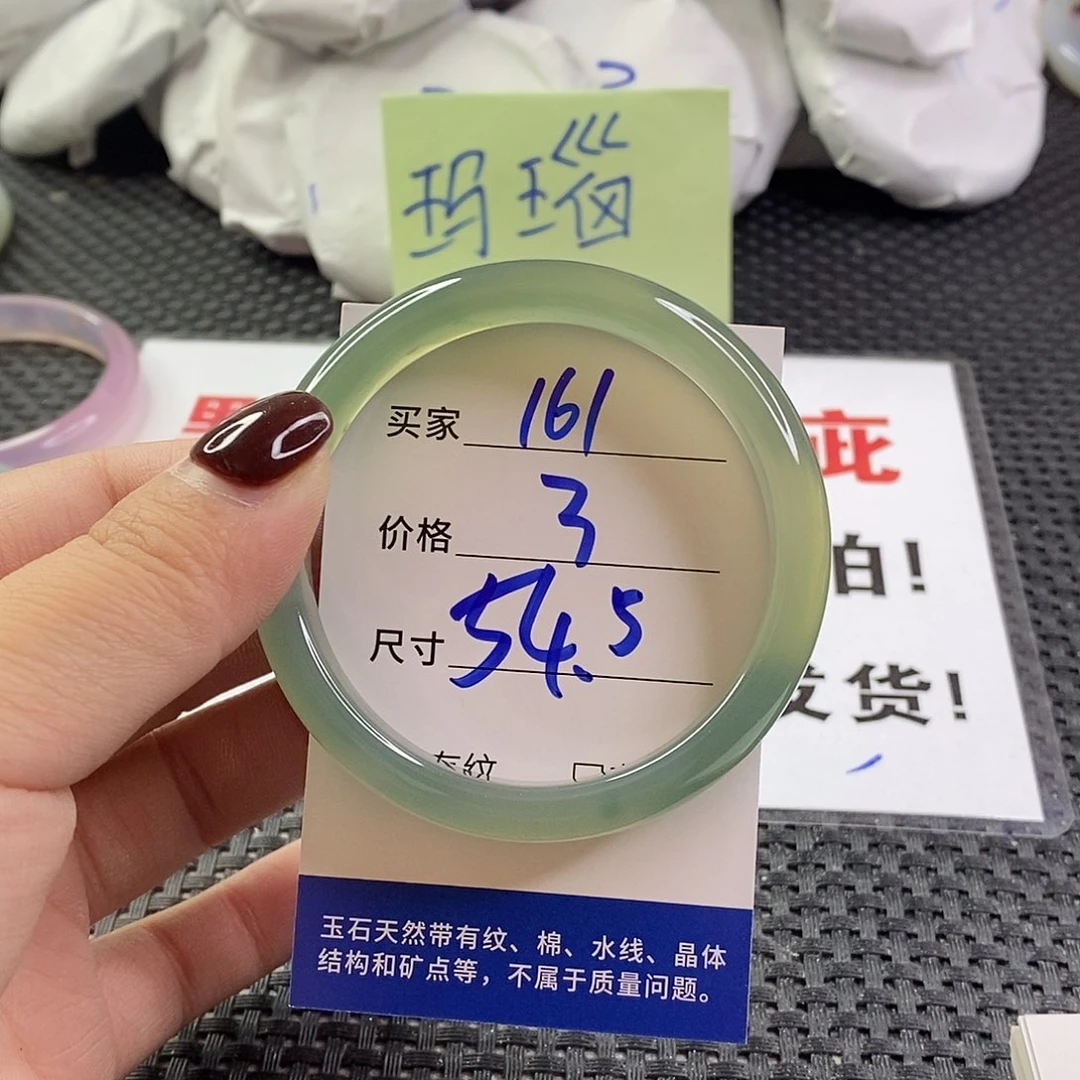 玛瑙
买家 161
价格 3
尺寸 54.5
玉石天然带有纹、棉、水线、晶体
结构和矿点等，不属于质量问题。
疵
拍!
发货!